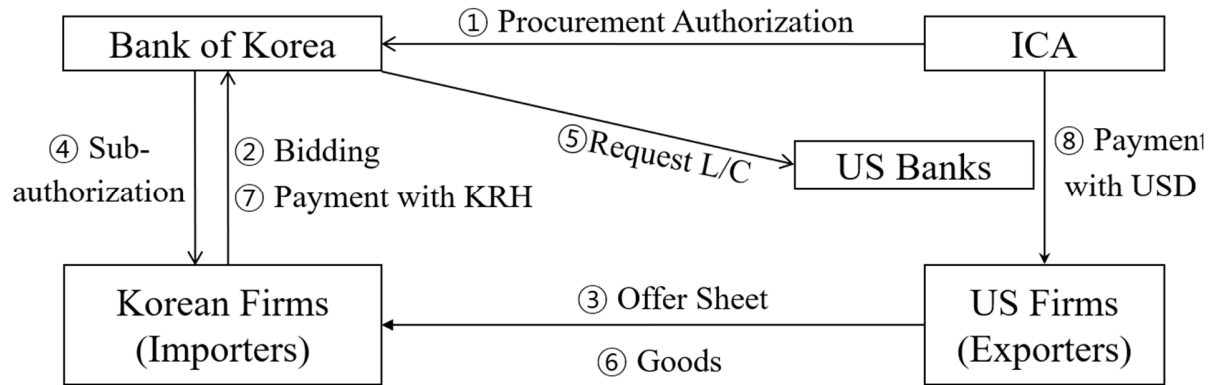 ① Procurement Authorization
Bank of Korea
ICA
④ Sub-
authorization
② Bidding
⑦ Payment with KRH
⑤Request L/C
US Banks
⑧ Payment
with USD
Korean Firms
(Importers)
③ Offer Sheet
⑥ Goods
US Firms
(Exporters)